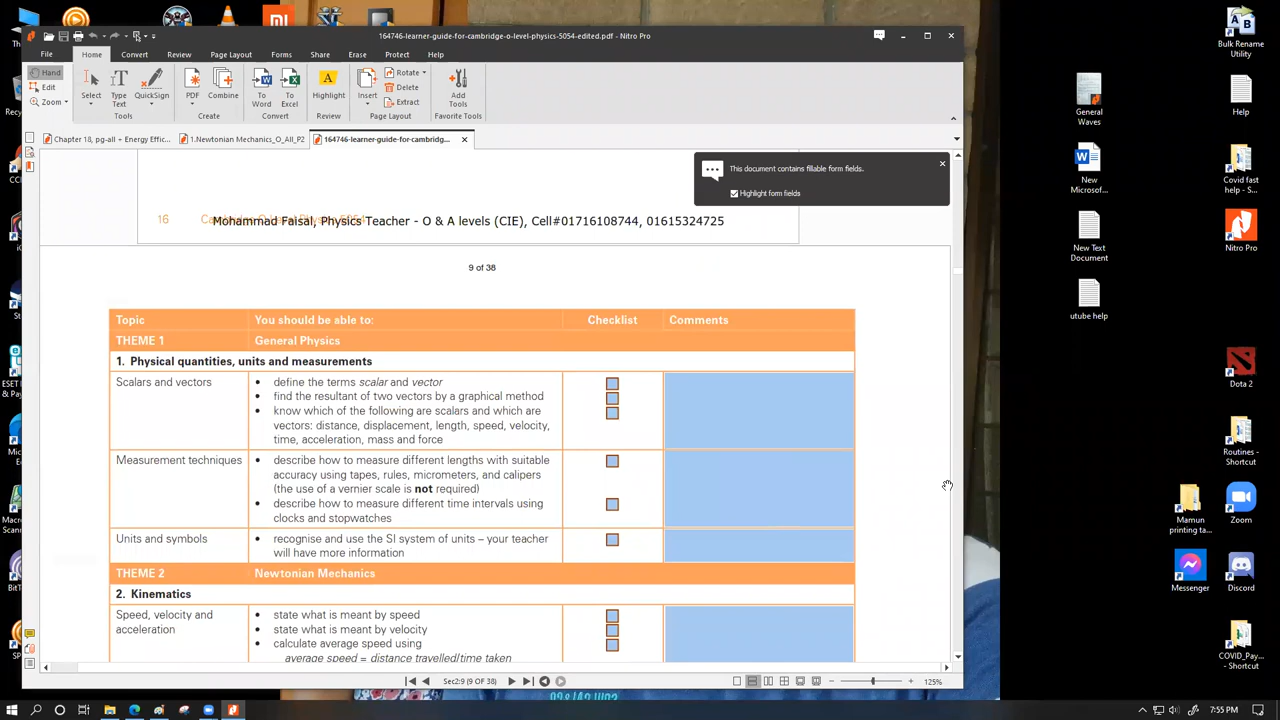 164746-learner-guide-for-cambridge-o-level-physics-5054-edited.pdf - Nitro Pro
File Home Convert Review Page Layout Forms Share Erase Protect Help
Hand
Edit
Zoom
Select
Type Text
QuickSign
PDF
Combine
Create
To Word
To Excel
Convert
Highlight
Review
Insert
Rotate
Delete
Extract
Page Layout
Add Tools
Favorite Tools
Chapter 18, pg-all + Energy Effic...
1.Newtonian Mechanics_O_All_P2
164746-learner-guide-for-cambridg...
This document contains fillable form fields.
Highlight form fields
16
Mohammad Faisal, Physics Teacher - O & A levels (CIE), Cell#01716108744, 01615324725
9 of 38
Topic You should be able to: Checklist Comments
THEME 1 General Physics
1. Physical quantities, units and measurements
Scalars and vectors • define the terms scalar and vector
• find the resultant of two vectors by a graphical method
• know which of the following are scalars and which are
vectors: distance, displacement, length, speed, velocity,
time, acceleration, mass and force
Measurement techniques • describe how to measure different lengths with suitable
accuracy using tapes, rules, micrometers, and calipers
(the use of a vernier scale is not required)
• describe how to measure different time intervals using
clocks and stopwatches
Units and symbols • recognise and use the SI system of units – your teacher
will have more information
THEME 2 Newtonian Mechanics
2. Kinematics
Speed, velocity and • state what is meant by speed
acceleration • state what is meant by velocity
• calculate average speed using
average speed = distance travelled/time taken
Sec2:9 (9 OF 38)
125%
Bulk Rename
Utility
General
Waves
Help
New
Microsof...
Covid fast
help - S...
New Text
Document
Nitro Pro
utube help
Dota 2
Routines -
Shortcut
Mamun
printing ta...
Zoom
Messenger
Discord
COVID_Pay...
- Shortcut
7:55 PM